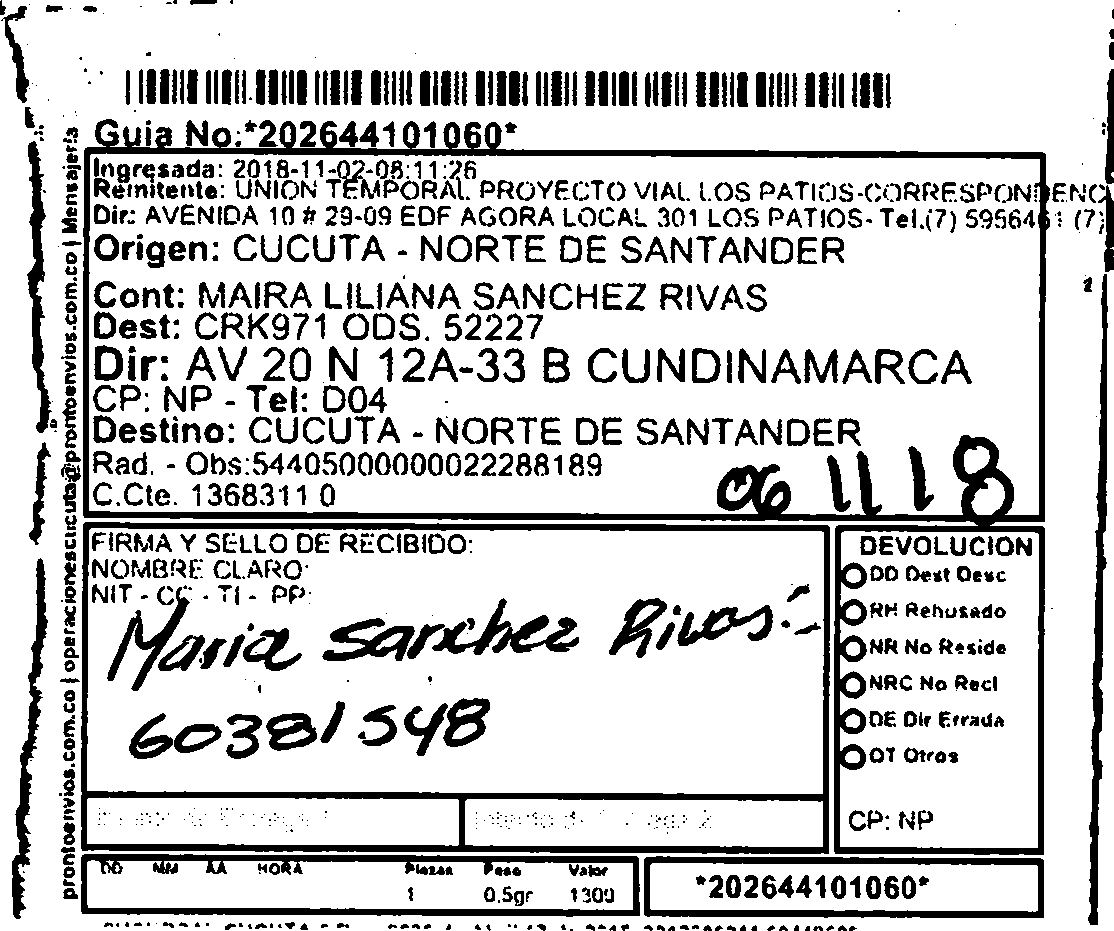 Guia No:*202644101060*
Ingresada: 2018-11-02-08:11:26
Remitente: UNION TEMPORAL PROYECTO VIAL LOS PATIOS-CORRESPONDENC
Dir: AVENIDA 10 # 29-09 EDF AGORA LOCAL 301 LOS PATIOS- Tel.(7) 5956461 (7)
Origen: CUCUTA - NORTE DE SANTANDER
Cont: MAIRA LILIANA SANCHEZ RIVAS
Dest: CRK971 ODS. 52227
Dir: AV 20 N 12A-33 B CUNDINAMARCA
CP: NP - Tel: D04
Destino: CUCUTA - NORTE DE SANTANDER
Rad. - Obs:544050000000022288189
C.Cte. 1368311 0
06 11 18
FIRMA Y SELLO DE RECIBIDO:
NOMBRE CLARO:
NIT - CC - TI - PP:
Maria Sanchez Rivas
60381548
DEVOLUCION
DD Dest Desc
RH Rehusado
NR No Reside
NRC No Recl
DE Dir Errada
OT Otros
CP: NP
DD MM AA HORA
Piezas Peso Valor
1 0.5gr 1300
*202644101060*
prontoenvios.com.co | operacionescucuta@prontoenvios.com.co | Mensajería